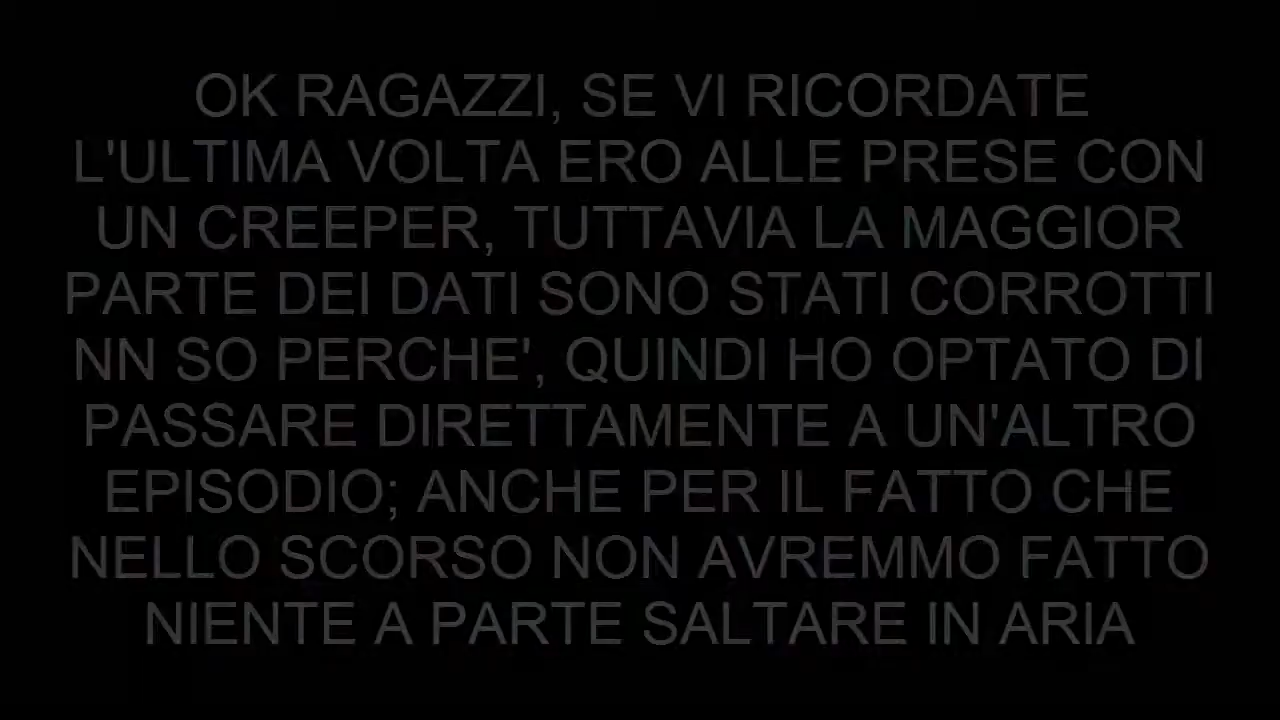 OK RAGAZZI, SE VI RICORDATE
L'ULTIMA VOLTA ERO ALLE PRESE CON
UN CREEPER, TUTTAVIA LA MAGGIOR
PARTE DEI DATI SONO STATI CORROTTI
NN SO PERCHE', QUINDI HO OPTATO DI
PASSARE DIRETTAMENTE A UN'ALTRO
EPISODIO; ANCHE PER IL FATTO CHE
NELLO SCORSO NON AVREMMO FATTO
NIENTE A PARTE SALTARE IN ARIA